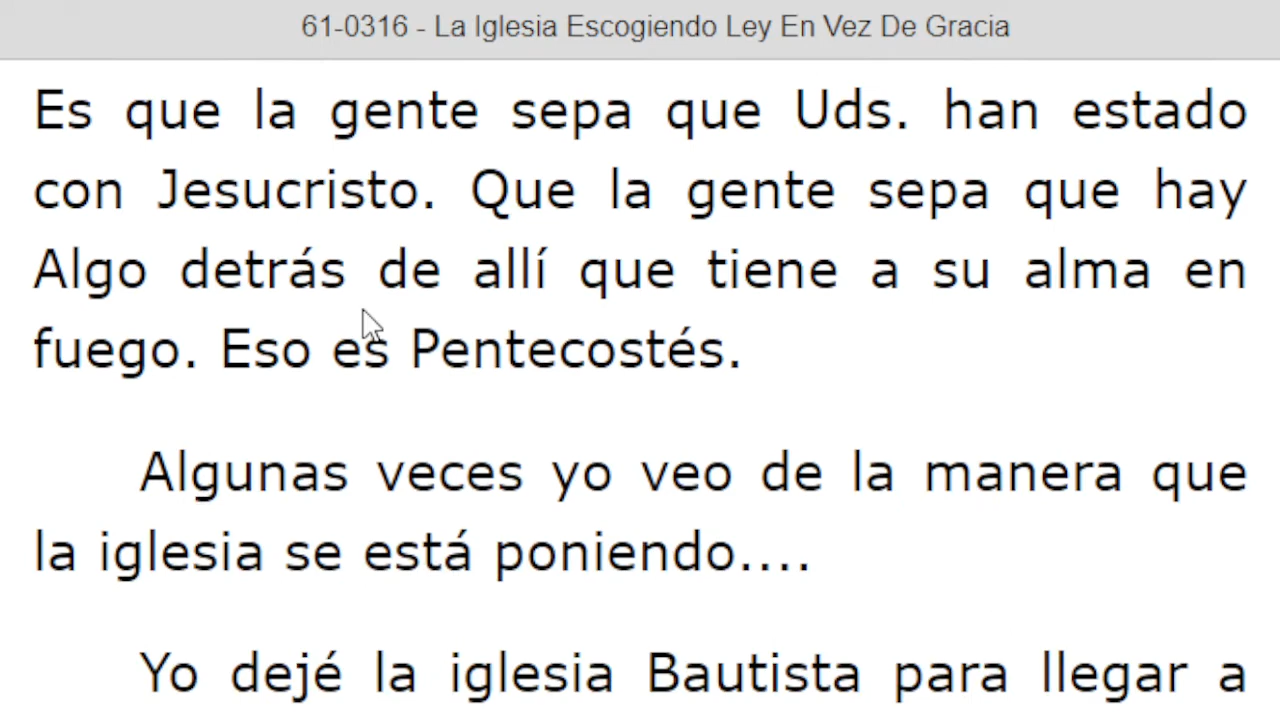 61-0316 - La Iglesia Escogiendo Ley En Vez De Gracia
Es que la gente sepa que Uds. han estado
con Jesucristo. Que la gente sepa que hay
Algo detrás de allí que tiene a su alma en
fuego. Eso es Pentecostés.
Algunas veces yo veo de la manera que
la iglesia se está poniendo....
Yo dejé la iglesia Bautista para llegar a